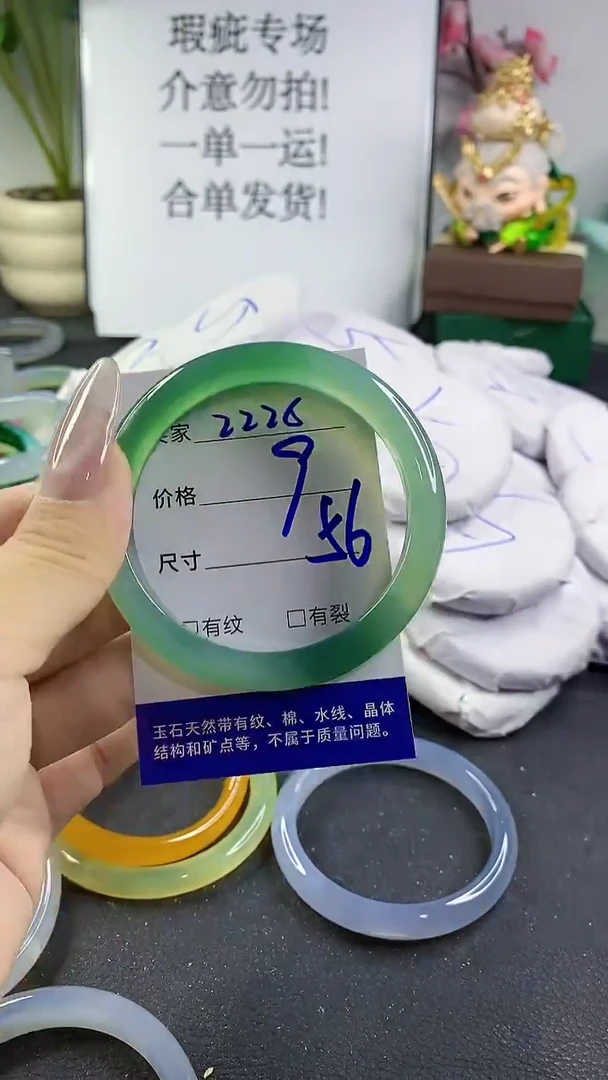 瑕疵专场
介意勿拍!
一单一运!
合单发货!
家 2226
价格 9
尺寸 56
□有纹 □有裂
玉石天然带有纹、棉、水线、晶体
结构和矿点等，不属于质量问题。